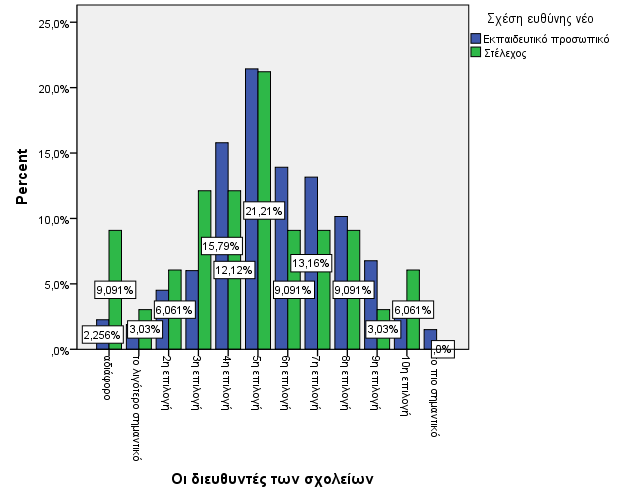 Σχέση ευθύνης νέο
Εκπαιδευτικό προσωπικό
Στέλεχος
Percent
25,0%
20,0%
15,0%
10,0%
5,0%
,0%
2,256%
9,091%
3,03%
6,061%
15,79%
12,12%
21,21%
9,091%
13,16%
9,091%
3,03%
6,061%
,0%
αδιάφορο
το λιγότερο σημαντικό
2η επιλογή
3η επιλογή
4η επιλογή
5η επιλογή
6η επιλογή
7η επιλογή
8η επιλογή
9η επιλογή
10η επιλογή
το πιο σημαντικό
Οι διευθυντές των σχολείων